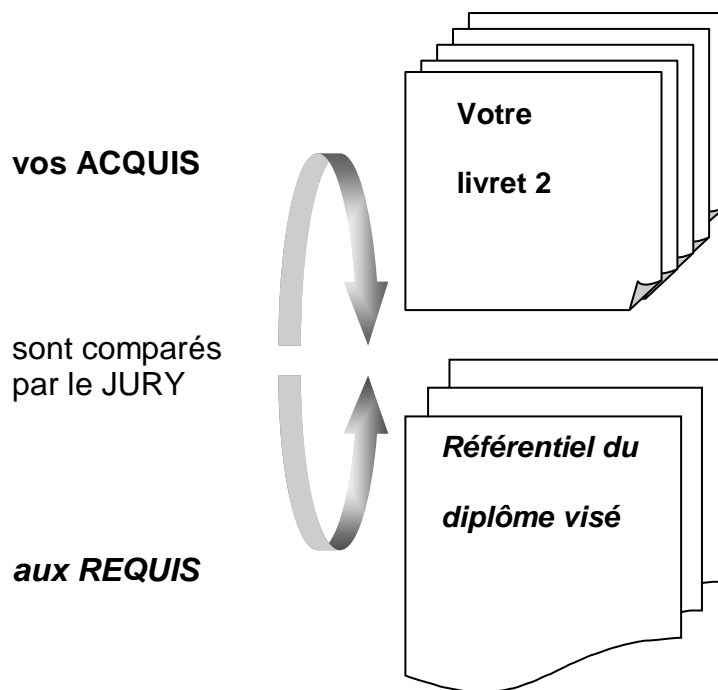 Votre
livret 2
vos ACQUIS
sont comparés
par le JURY
Référentiel du
diplôme visé
aux REQUIS